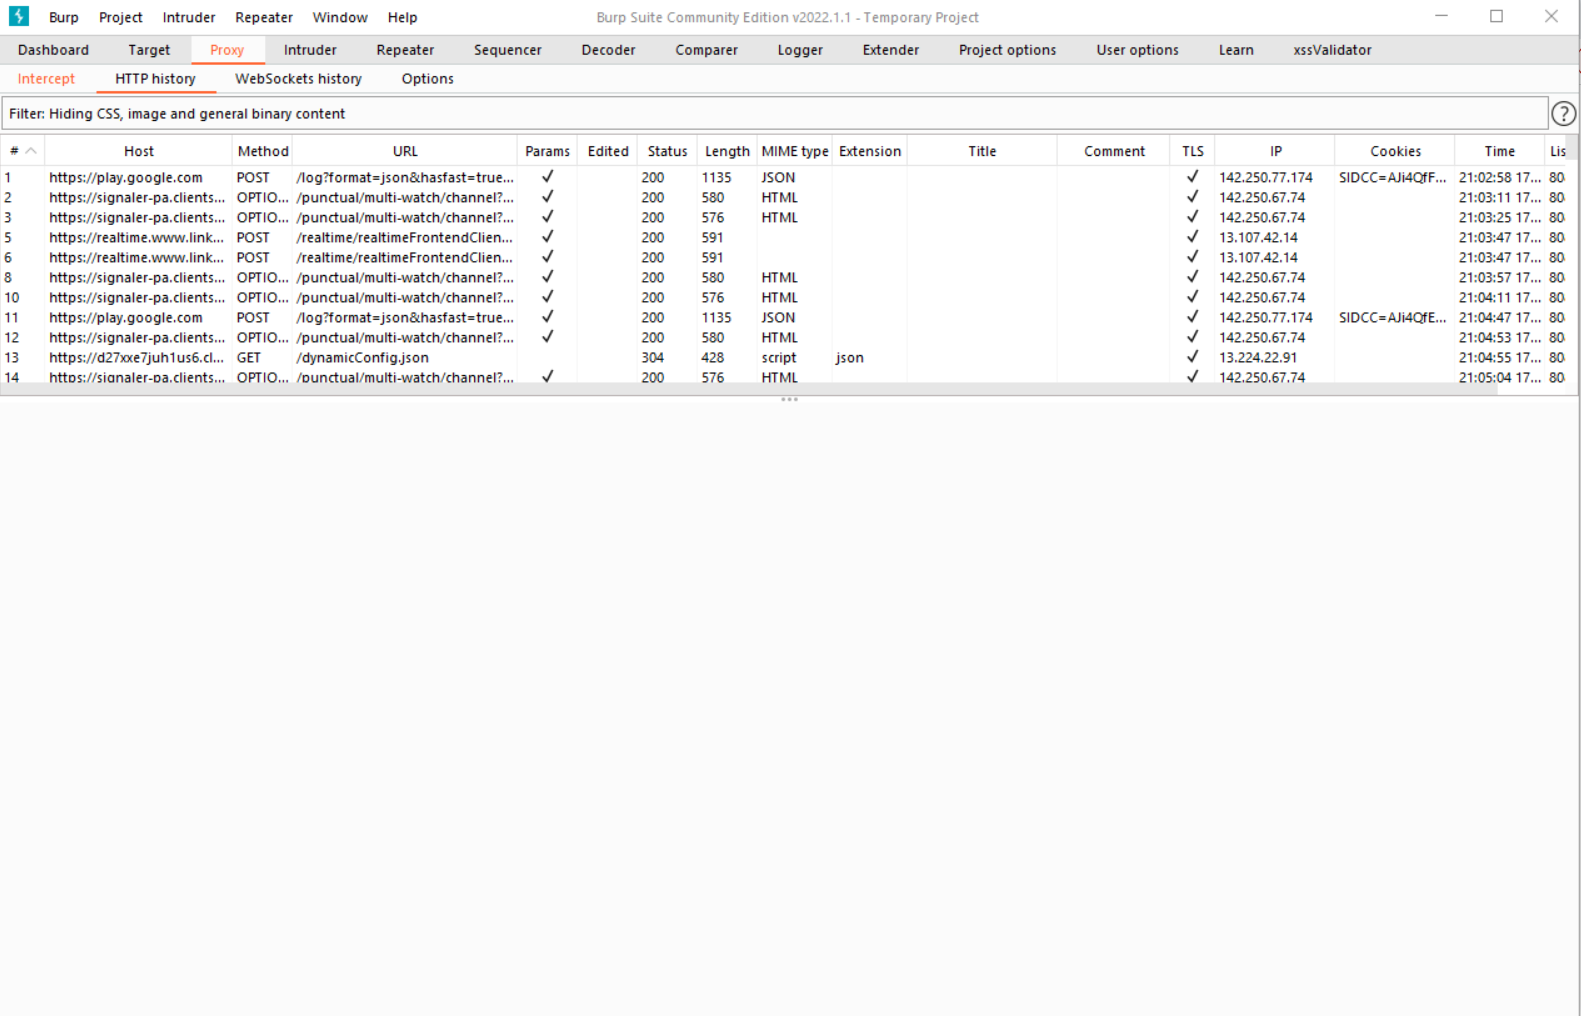 Burp Project Intruder Repeater Window Help Burp Suite Community Edition v2022.1.1 - Temporary Project
Dashboard Target Proxy Intruder Repeater Sequencer Decoder Comparer Logger Extender Project options User options Learn xssValidator
Intercept HTTP history WebSockets history Options
Filter: Hiding CSS, image and general binary content ?
# Host Method URL Params Edited Status Length MIME type Extension Title Comment TLS IP Cookies Time Lis
1 https://play.google.com POST /log?format=json&hasfast=true... ✓ 200 1135 JSON ✓ 142.250.77.174 SIDCC=AJi4QfF... 21:02:58 17... 80
2 https://signaler-pa.clients... OPTIO... /punctual/multi-watch/channel?... ✓ 200 580 HTML ✓ 142.250.67.74 21:03:11 17... 80
3 https://signaler-pa.clients... OPTIO... /punctual/multi-watch/channel?... ✓ 200 576 HTML ✓ 142.250.67.74 21:03:25 17... 80
5 https://realtime.www.link... POST /realtime/realtimeFrontendClien... ✓ 200 591 ✓ 13.107.42.14 21:03:47 17... 80
6 https://realtime.www.link... POST /realtime/realtimeFrontendClien... ✓ 200 591 ✓ 13.107.42.14 21:03:47 17... 80
8 https://signaler-pa.clients... OPTIO... /punctual/multi-watch/channel?... ✓ 200 580 HTML ✓ 142.250.67.74 21:03:57 17... 80
10 https://signaler-pa.clients... OPTIO... /punctual/multi-watch/channel?... ✓ 200 576 HTML ✓ 142.250.67.74 21:04:11 17... 80
11 https://play.google.com POST /log?format=json&hasfast=true... ✓ 200 1135 JSON ✓ 142.250.77.174 SIDCC=AJi4QfE... 21:04:47 17... 80
12 https://signaler-pa.clients... OPTIO... /punctual/multi-watch/channel?... ✓ 200 580 HTML ✓ 142.250.67.74 21:04:53 17... 80
13 https://d27xxe7juh1us6.cl... GET /dynamicConfig.json 304 428 script json ✓ 13.224.22.91 21:04:55 17... 80
14 https://signaler-pa.clients... OPTIO... /punctual/multi-watch/channel?... ✓ 200 576 HTML ✓ 142.250.67.74 21:05:04 17... 80